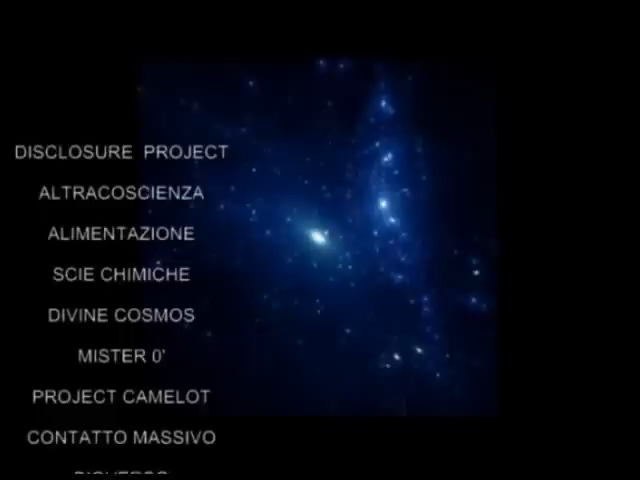 DISCLOSURE PROJECT
ALTRACOSCIENZA
ALIMENTAZIONE
SCIE CHIMICHE
DIVINE COSMOS
MISTER 0'
PROJECT CAMELOT
CONTATTO MASSIVO